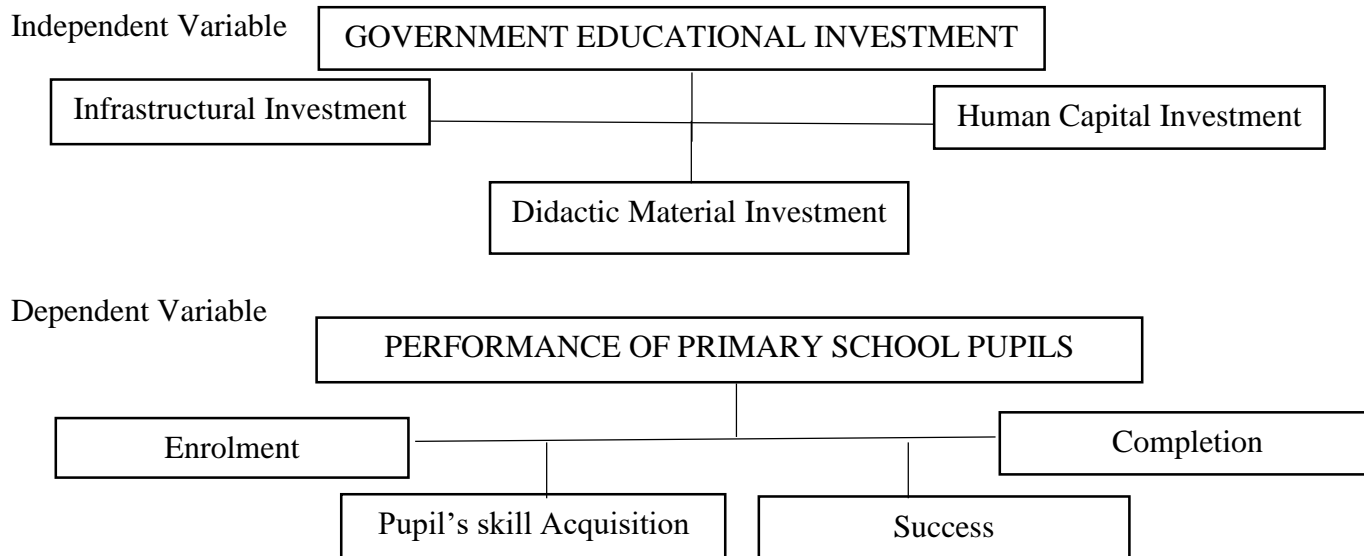 Independent Variable
GOVERNMENT EDUCATIONAL INVESTMENT
Infrastructural Investment
Human Capital Investment
Didactic Material Investment
Dependent Variable
PERFORMANCE OF PRIMARY SCHOOL PUPILS
Enrolment
Completion
Pupil's skill Acquisition
Success